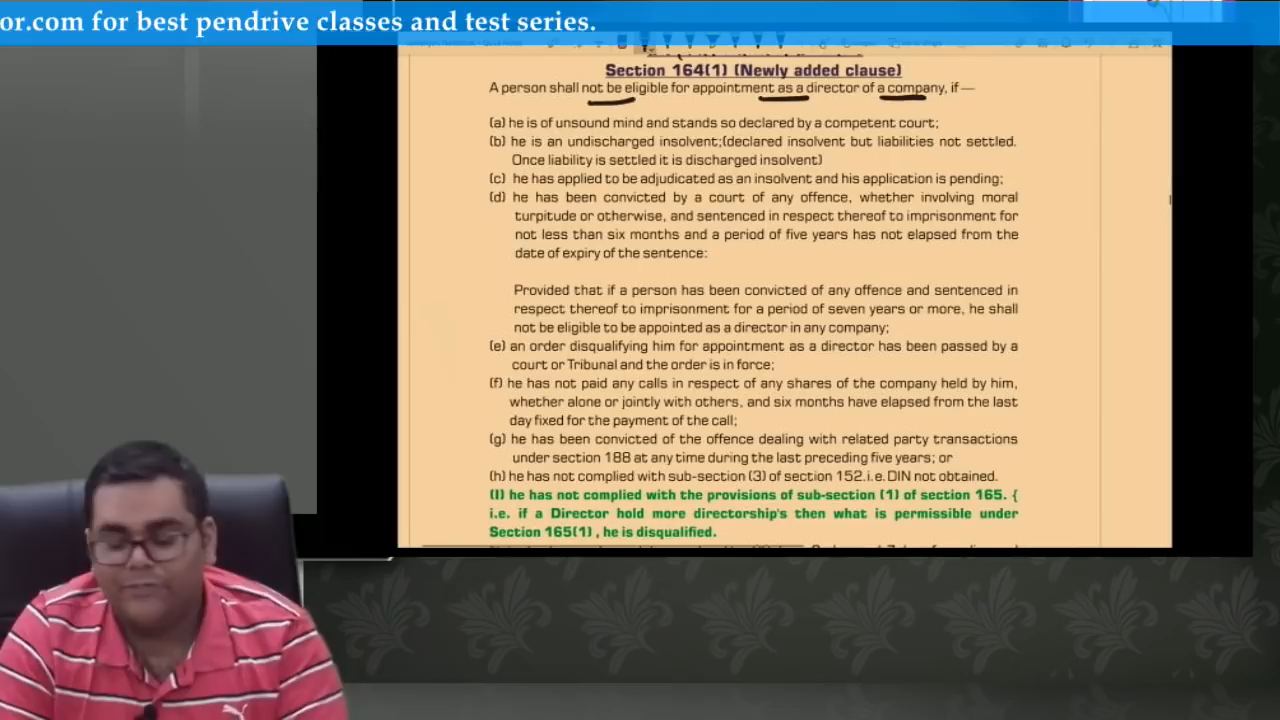 or.com for best pendrive classes and test series.
Section 164(1) (Newly added clause)
A person shall not be eligible for appointment as a director of a company, if —
(a) he is of unsound mind and stands so declared by a competent court;
(b) he is an undischarged insolvent;(declared insolvent but liabilities not settled.
Once liability is settled it is discharged insolvent)
(c) he has applied to be adjudicated as an insolvent and his application is pending;
(d) he has been convicted by a court of any offence, whether involving moral
turpitude or otherwise, and sentenced in respect thereof to imprisonment for
not less than six months and a period of five years has not elapsed from the
date of expiry of the sentence:
Provided that if a person has been convicted of any offence and sentenced in
respect thereof to imprisonment for a period of seven years or more, he shall
not be eligible to be appointed as a director in any company;
(e) an order disqualifying him for appointment as a director has been passed by a
court or Tribunal and the order is in force;
(f) he has not paid any calls in respect of any shares of the company held by him,
whether alone or jointly with others, and six months have elapsed from the last
day fixed for the payment of the call;
(g) he has been convicted of the offence dealing with related party transactions
under section 188 at any time during the last preceding five years; or
(h) he has not complied with sub-section (3) of section 152.i.e. DIN not obtained.
(I) he has not complied with the provisions of sub-section (1) of section 165. {
i.e. if a Director hold more directorship's then what is permissible under
Section 165(1) , he is disqualified.